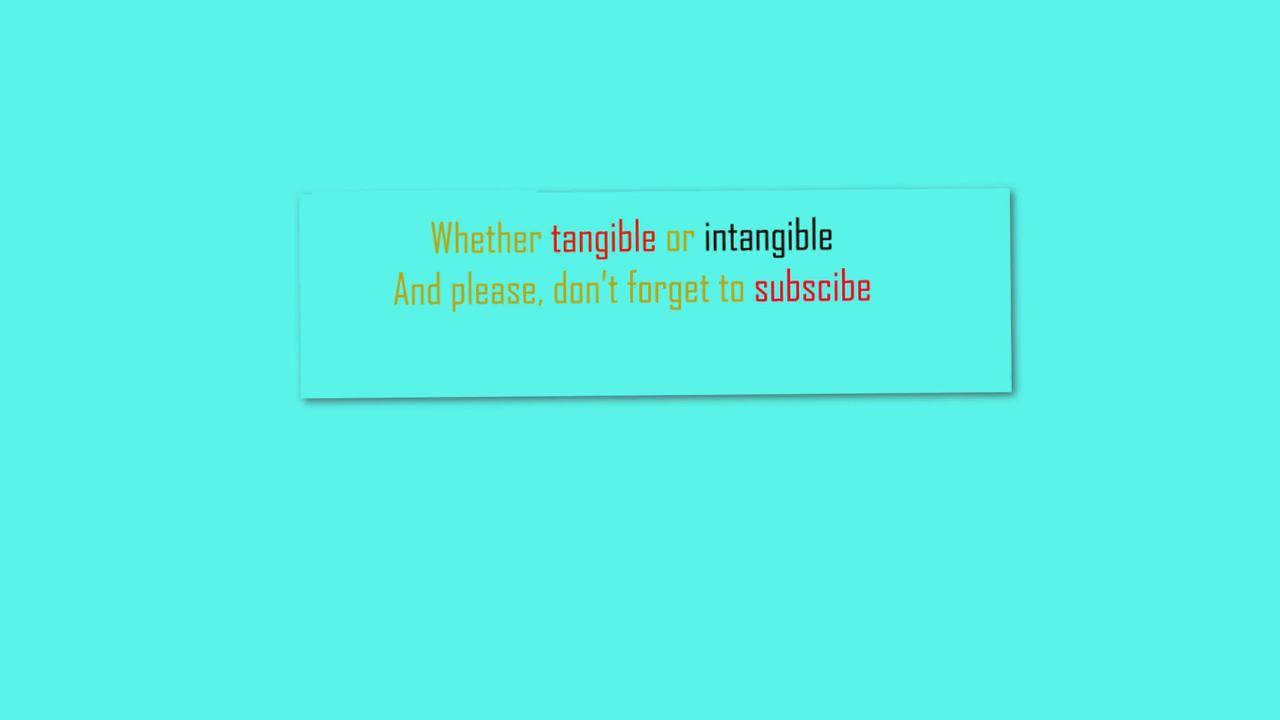 Whether tangible or intangible
And please, don't forget to subscibe